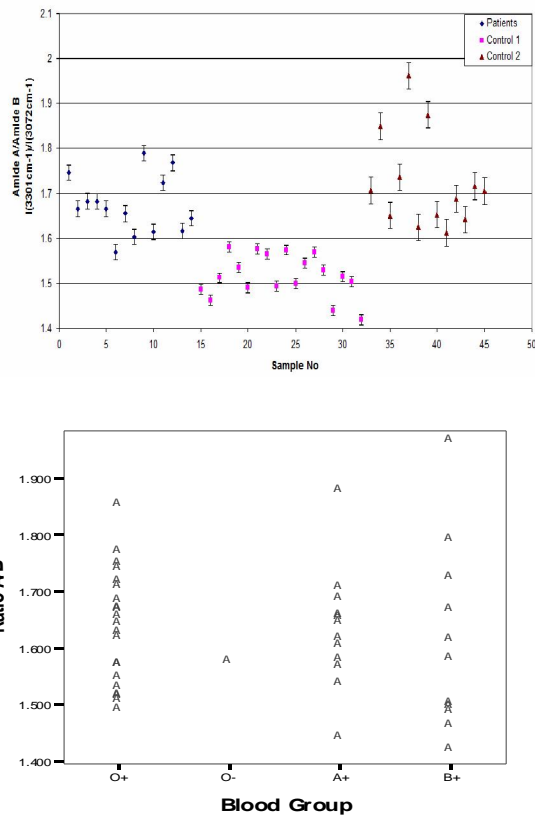 2.1
2
1.9
1.8
1.7
1.6
1.5
1.4
Amide A/Amide B
I(3301cm-1)/I(3072cm-1)
Patients
Control 1
Control 2
0 5 10 15 20 25 30 35 40 45 50
Sample No
1.900
1.800
1.700
1.600
1.500
1.400
O+ O- A+ B+
Blood Group